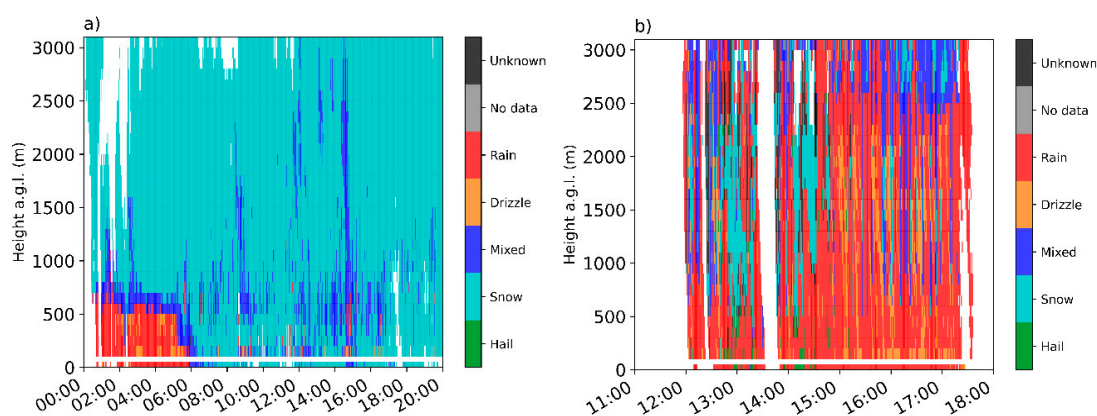 a)
3000
2500
2000
1500
1000
500
0
Height a.g.l. (m)
00:00
02:00
04:00
06:00
08:00
10:00
12:00
14:00
16:00
18:00
20:00
Unknown
No data
Rain
Drizzle
Mixed
Snow
Hail
b)
3000
2500
2000
1500
1000
500
0
Height a.g.l. (m)
11:00
12:00
13:00
14:00
15:00
16:00
17:00
18:00
Unknown
No data
Rain
Drizzle
Mixed
Snow
Hail